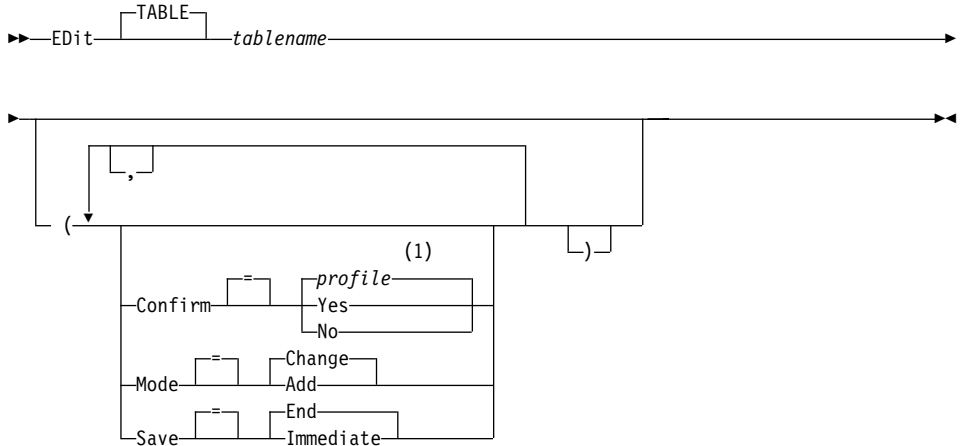 TABLE
EDit tablename
,
(
(1)
)
= profile
Confirm Yes
No
= Change
Mode Add
= End
Save Immediate